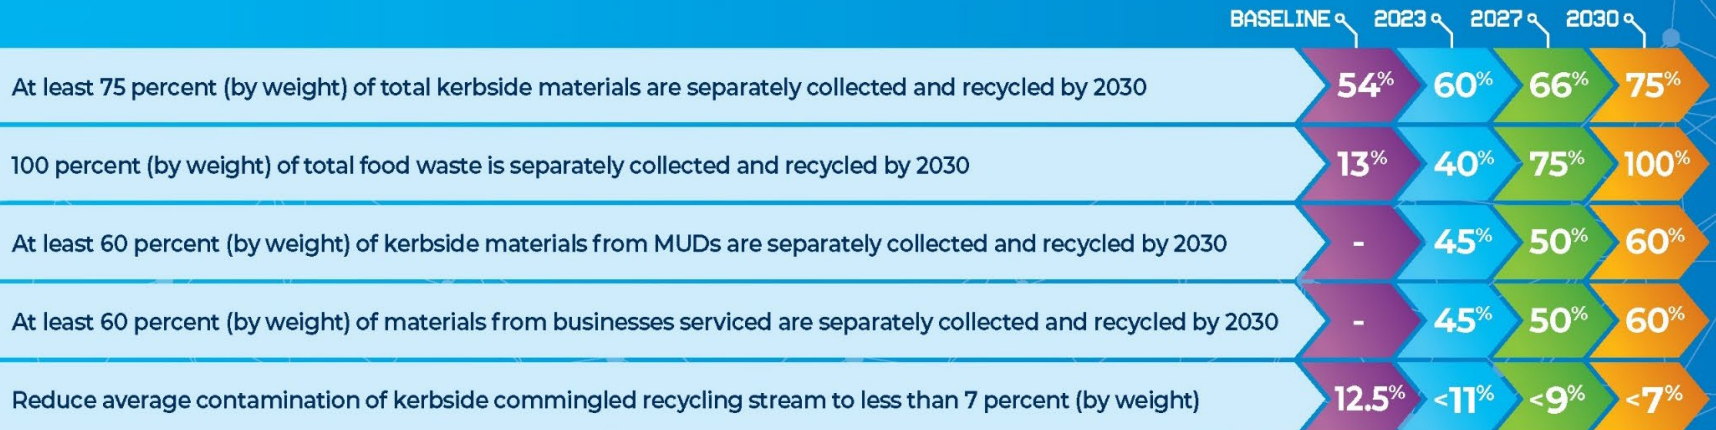 BASELINE 2023 2027 2030
At least 75 percent (by weight) of total kerbside materials are separately collected and recycled by 2030 54% 60% 66% 75%
100 percent (by weight) of total food waste is separately collected and recycled by 2030 13% 40% 75% 100%
At least 60 percent (by weight) of kerbside materials from MUDs are separately collected and recycled by 2030 - 45% 50% 60%
At least 60 percent (by weight) of materials from businesses serviced are separately collected and recycled by 2030 - 45% 50% 60%
Reduce average contamination of kerbside commingled recycling stream to less than 7 percent (by weight) 12.5% <11% <9% <7%